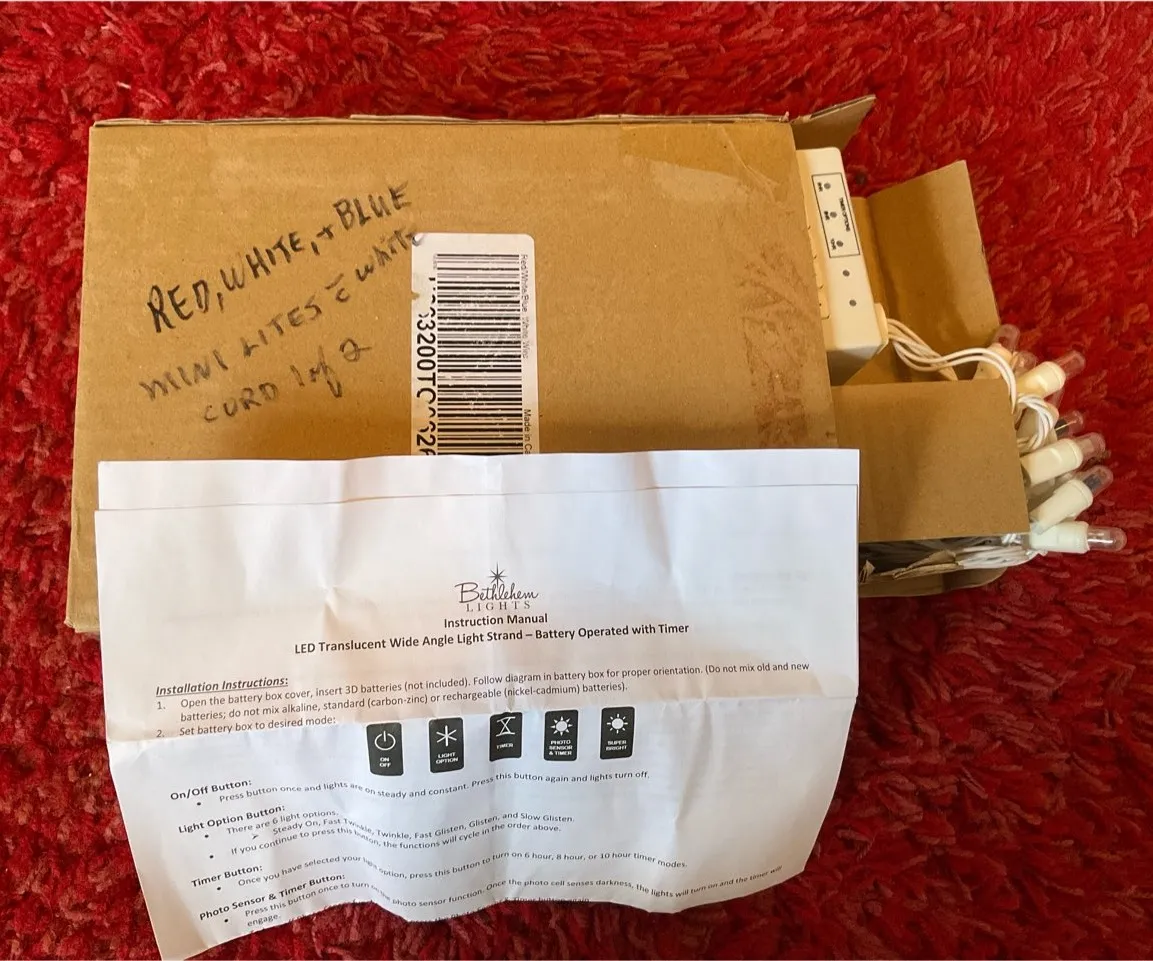 RED, WHITE, + BLUE
MINI LITES c̄ white
CORD 1 of 2
Red/White/Blue, White Wire
Made in
Bethlehem
LIGHTS
Instruction Manual
LED Translucent Wide Angle Light Strand – Battery Operated with Timer
Installation Instructions:
1. Open the battery box cover, insert 3D batteries (not included). Follow diagram in battery box for proper orientation. (Do not mix old and new
batteries; do not mix alkaline, standard (carbon-zinc) or rechargeable (nickel-cadmium) batteries).
2. Set battery box to desired mode:
ON
OFF
LIGHT
OPTION
TIMER
PHOTO
SENSOR
& TIMER
SUPER
BRIGHT
On/Off Button:
• Press button once and lights are on steady and constant. Press this button again and lights turn off.
Light Option Button:
• There are 6 light options.
➢ Steady On, Fast Twinkle, Twinkle, Fast Glisten, Glisten, and Slow Glisten.
• If you continue to press this button, the functions will cycle in the order above.
Timer Button:
• Once you have selected your light option, press this button to turn on 6 hour, 8 hour, or 10 hour timer modes.
Photo Sensor & Timer Button:
• Press this button once to turn on the photo sensor function. Once the photo cell senses darkness, the lights will turn on and the timer will
engage.